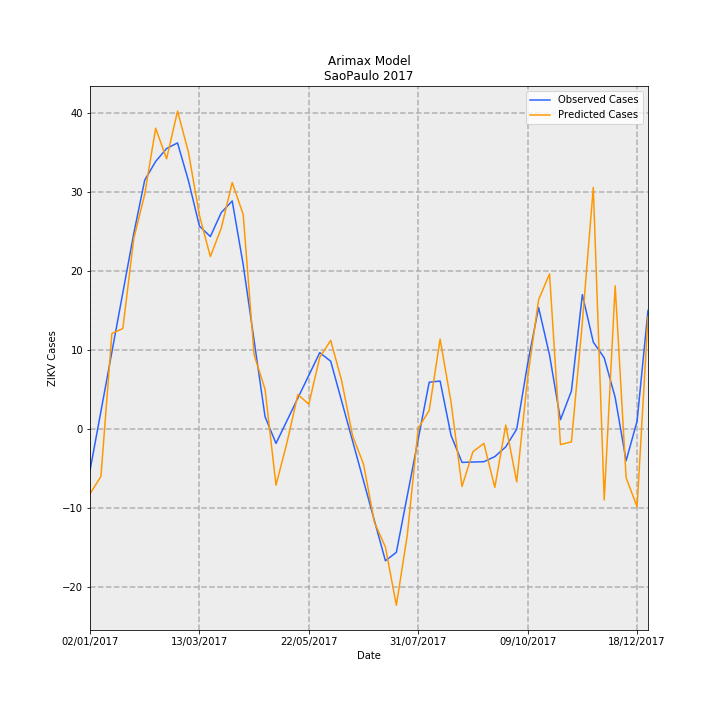 Arimax Model
SaoPaulo 2017
Observed Cases
Predicted Cases
40
30
20
10
0
−10
−20
ZIKV Cases
02/01/2017 13/03/2017 22/05/2017 31/07/2017 09/10/2017 18/12/2017
Date